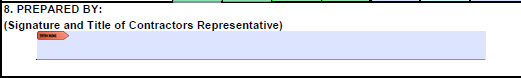 8. PREPARED BY:
(Signature and Title of Contractors Representative)